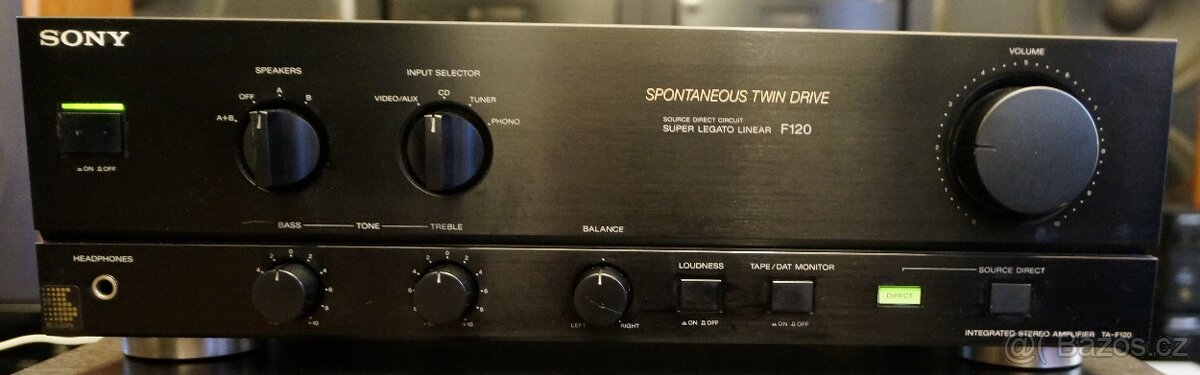 SONY
SPEAKERS
OFF A B
A+B
INPUT SELECTOR
VIDEO/AUX CD TUNER
PHONO
ON OFF
SPONTANEOUS TWIN DRIVE
SOURCE DIRECT CIRCUIT
SUPER LEGATO LINEAR F120
VOLUME
BASS TONE TREBLE
BALANCE
HEADPHONES
LEFT RIGHT
LOUDNESS
ON OFF
TAPE/DAT MONITOR
ON OFF
SOURCE DIRECT
DIRECT
INTEGRATED STEREO AMPLIFIER TA-F120
@ Bazos.cz